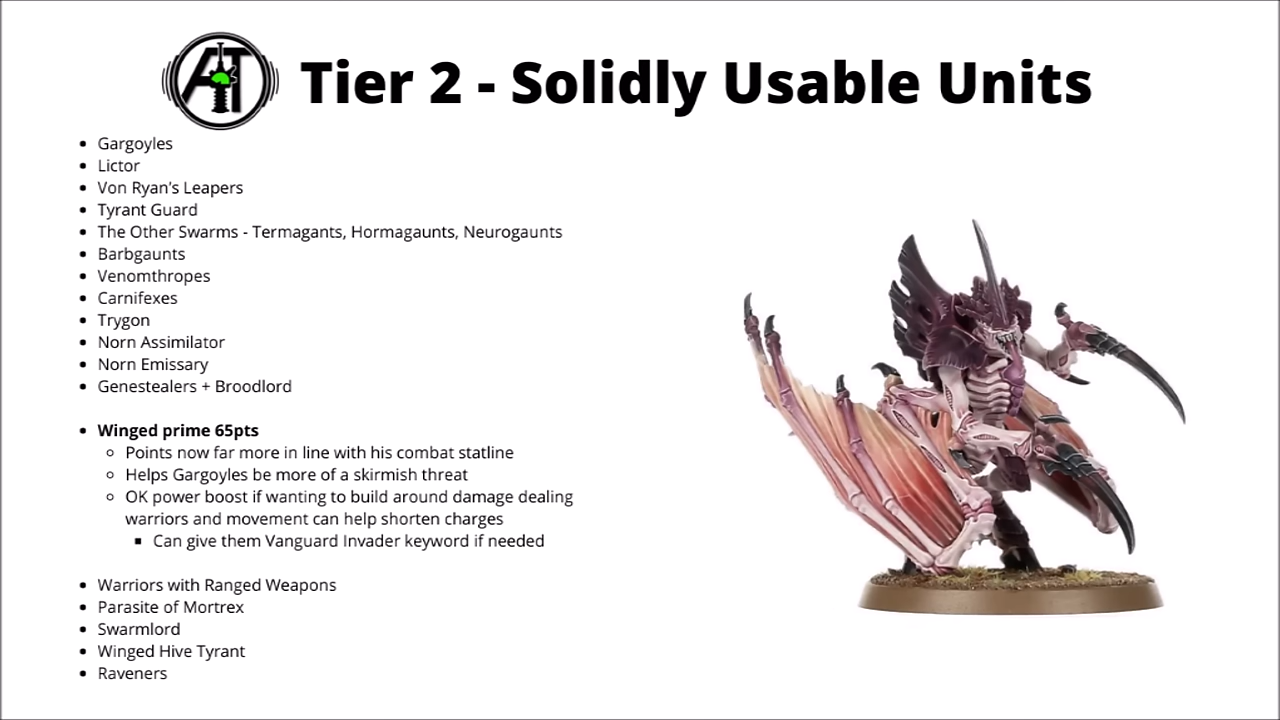 AT
Tier 2 - Solidly Usable Units
Gargoyles
Lictor
Von Ryan's Leapers
Tyrant Guard
The Other Swarms - Termagants, Hormagaunts, Neurogaunts
Barbgaunts
Venomthropes
Carnifexes
Trygon
Norn Assimilator
Norn Emissary
Genestealers + Broodlord
Winged prime 65pts
Points now far more in line with his combat statline
Helps Gargoyles be more of a skirmish threat
OK power boost if wanting to build around damage dealing
warriors and movement can help shorten charges
Can give them Vanguard Invader keyword if needed
Warriors with Ranged Weapons
Parasite of Mortrex
Swarmlord
Winged Hive Tyrant
Raveners